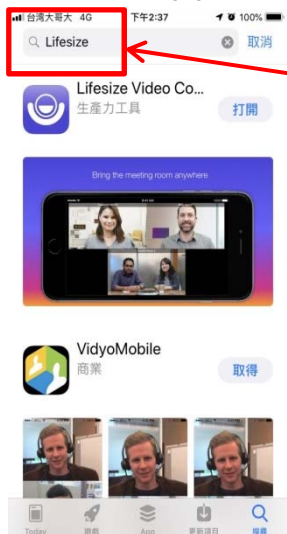 台灣大哥大 4G 下午2:37 100%
Lifesize 取消
Lifesize Video Co...
生產力工具
打開
Bring the meeting room anywhere
VidyoMobile
商業
取得
Today 遊戲 App 更新項目 搜尋